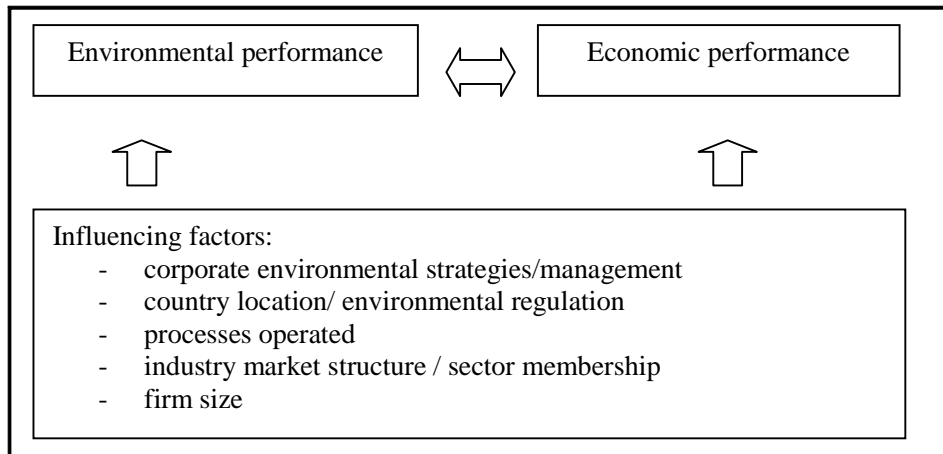 Environmental performance
Economic performance
Influencing factors:
- corporate environmental strategies/management
- country location/ environmental regulation
- processes operated
- industry market structure / sector membership
- firm size